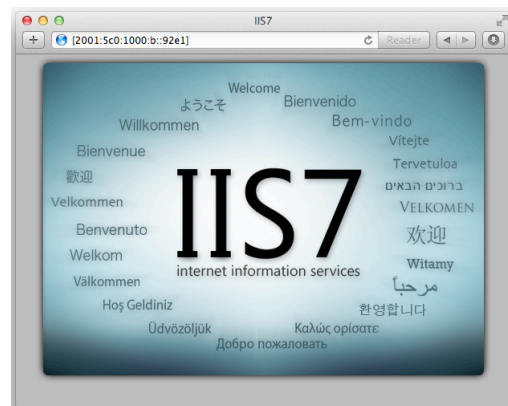 IIS7
[2001:5c0:1000:b::92e1]
Reader
Welcome
ようこそ
Bienvenido
Willkommen
Bem-vindo
Vítejte
Bienvenue
Tervetuloa
歡迎
ברוכים הבאים
Velkommen
VELKOMEN
Benvenuto
欢迎
Welkom
Witamy
Välkommen
مرحباً
Hoş Geldiniz
환영합니다
Üdvözöljük
Καλώς ορίσατε
Добро пожаловать
IIS7
internet information services